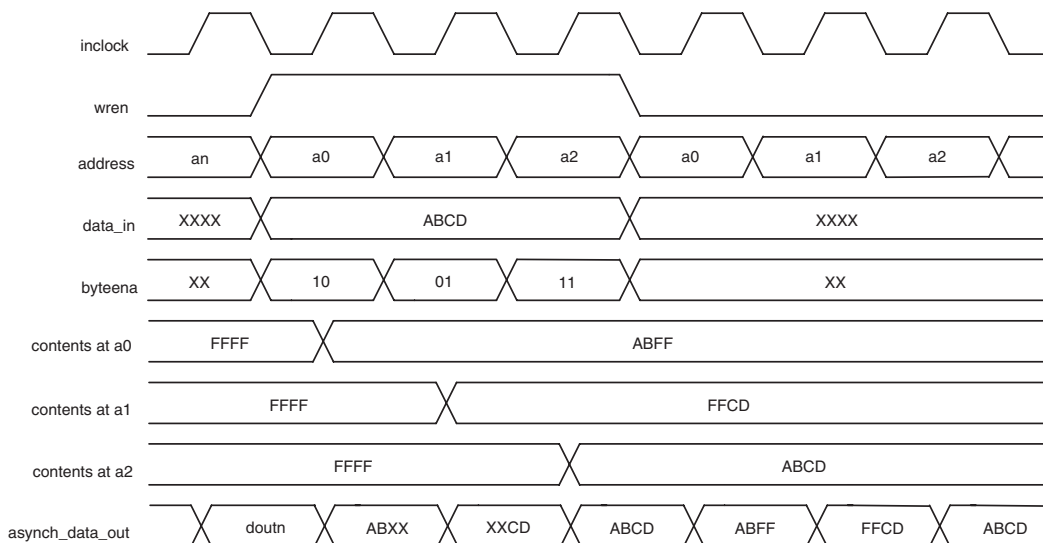 inclock
wren
address an a0 a1 a2 a0 a1 a2
data_in XXXX ABCD XXXX
byteena XX 10 01 11 XX
contents at a0 FFFF ABFF
contents at a1 FFFF FFCD
contents at a2 FFFF ABCD
asynch_data_out doutn ABXX XXCD ABCD ABFF FFCD ABCD